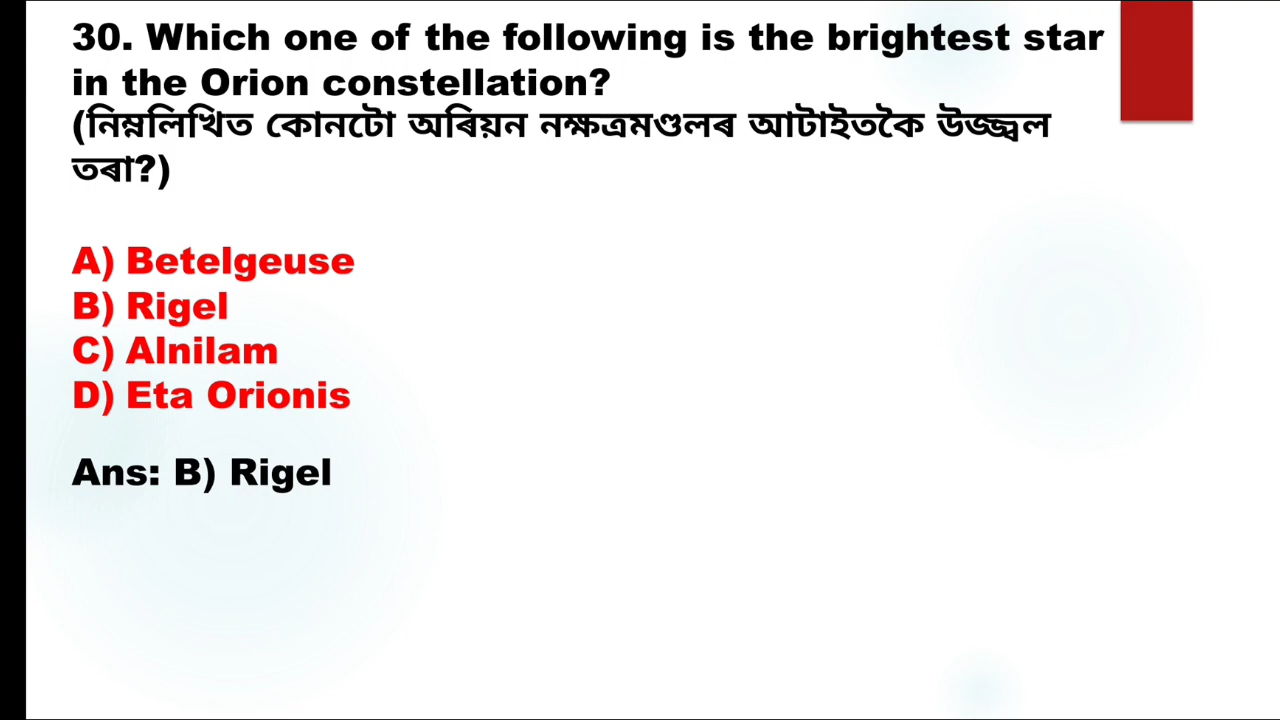 30. Which one of the following is the brightest star
in the Orion constellation?
(নিম্নলিখিত কোনটো অৰিয়ন নক্ষত্ৰমণ্ডলৰ আটাইতকৈ উজ্জ্বল
তৰা?)
A) Betelgeuse
B) Rigel
C) Alnilam
D) Eta Orionis
Ans: B) Rigel